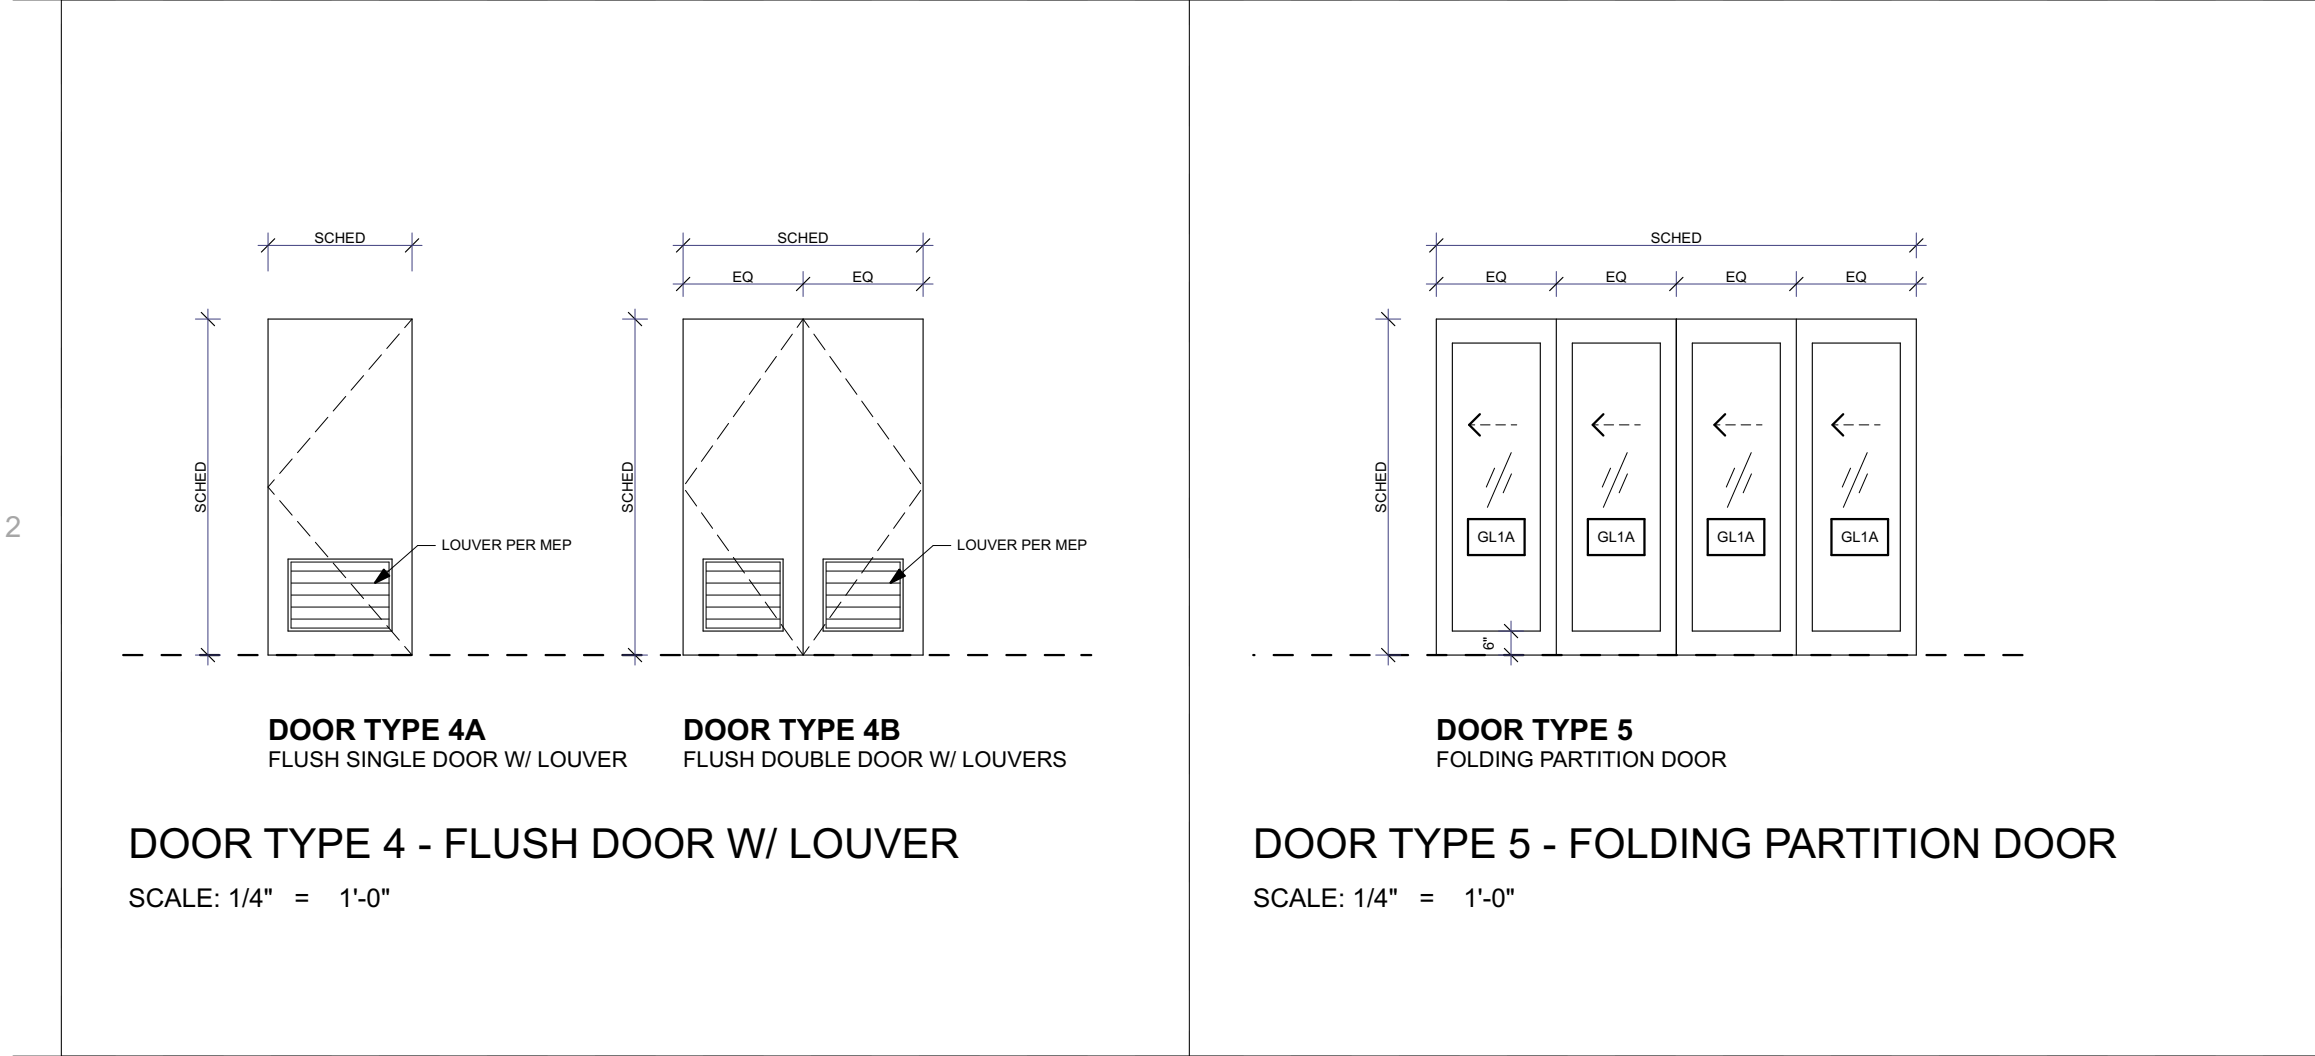 SCHED
SCHED
SCHED
EQ EQ
EQ EQ EQ EQ
SCHED
SCHED
SCHED
2
LOUVER PER MEP
LOUVER PER MEP
GL1A GL1A GL1A GL1A
6"
DOOR TYPE 4A
FLUSH SINGLE DOOR W/ LOUVER
DOOR TYPE 4B
FLUSH DOUBLE DOOR W/ LOUVERS
DOOR TYPE 5
FOLDING PARTITION DOOR
DOOR TYPE 4 - FLUSH DOOR W/ LOUVER
SCALE: 1/4" = 1'-0"
DOOR TYPE 5 - FOLDING PARTITION DOOR
SCALE: 1/4" = 1'-0"